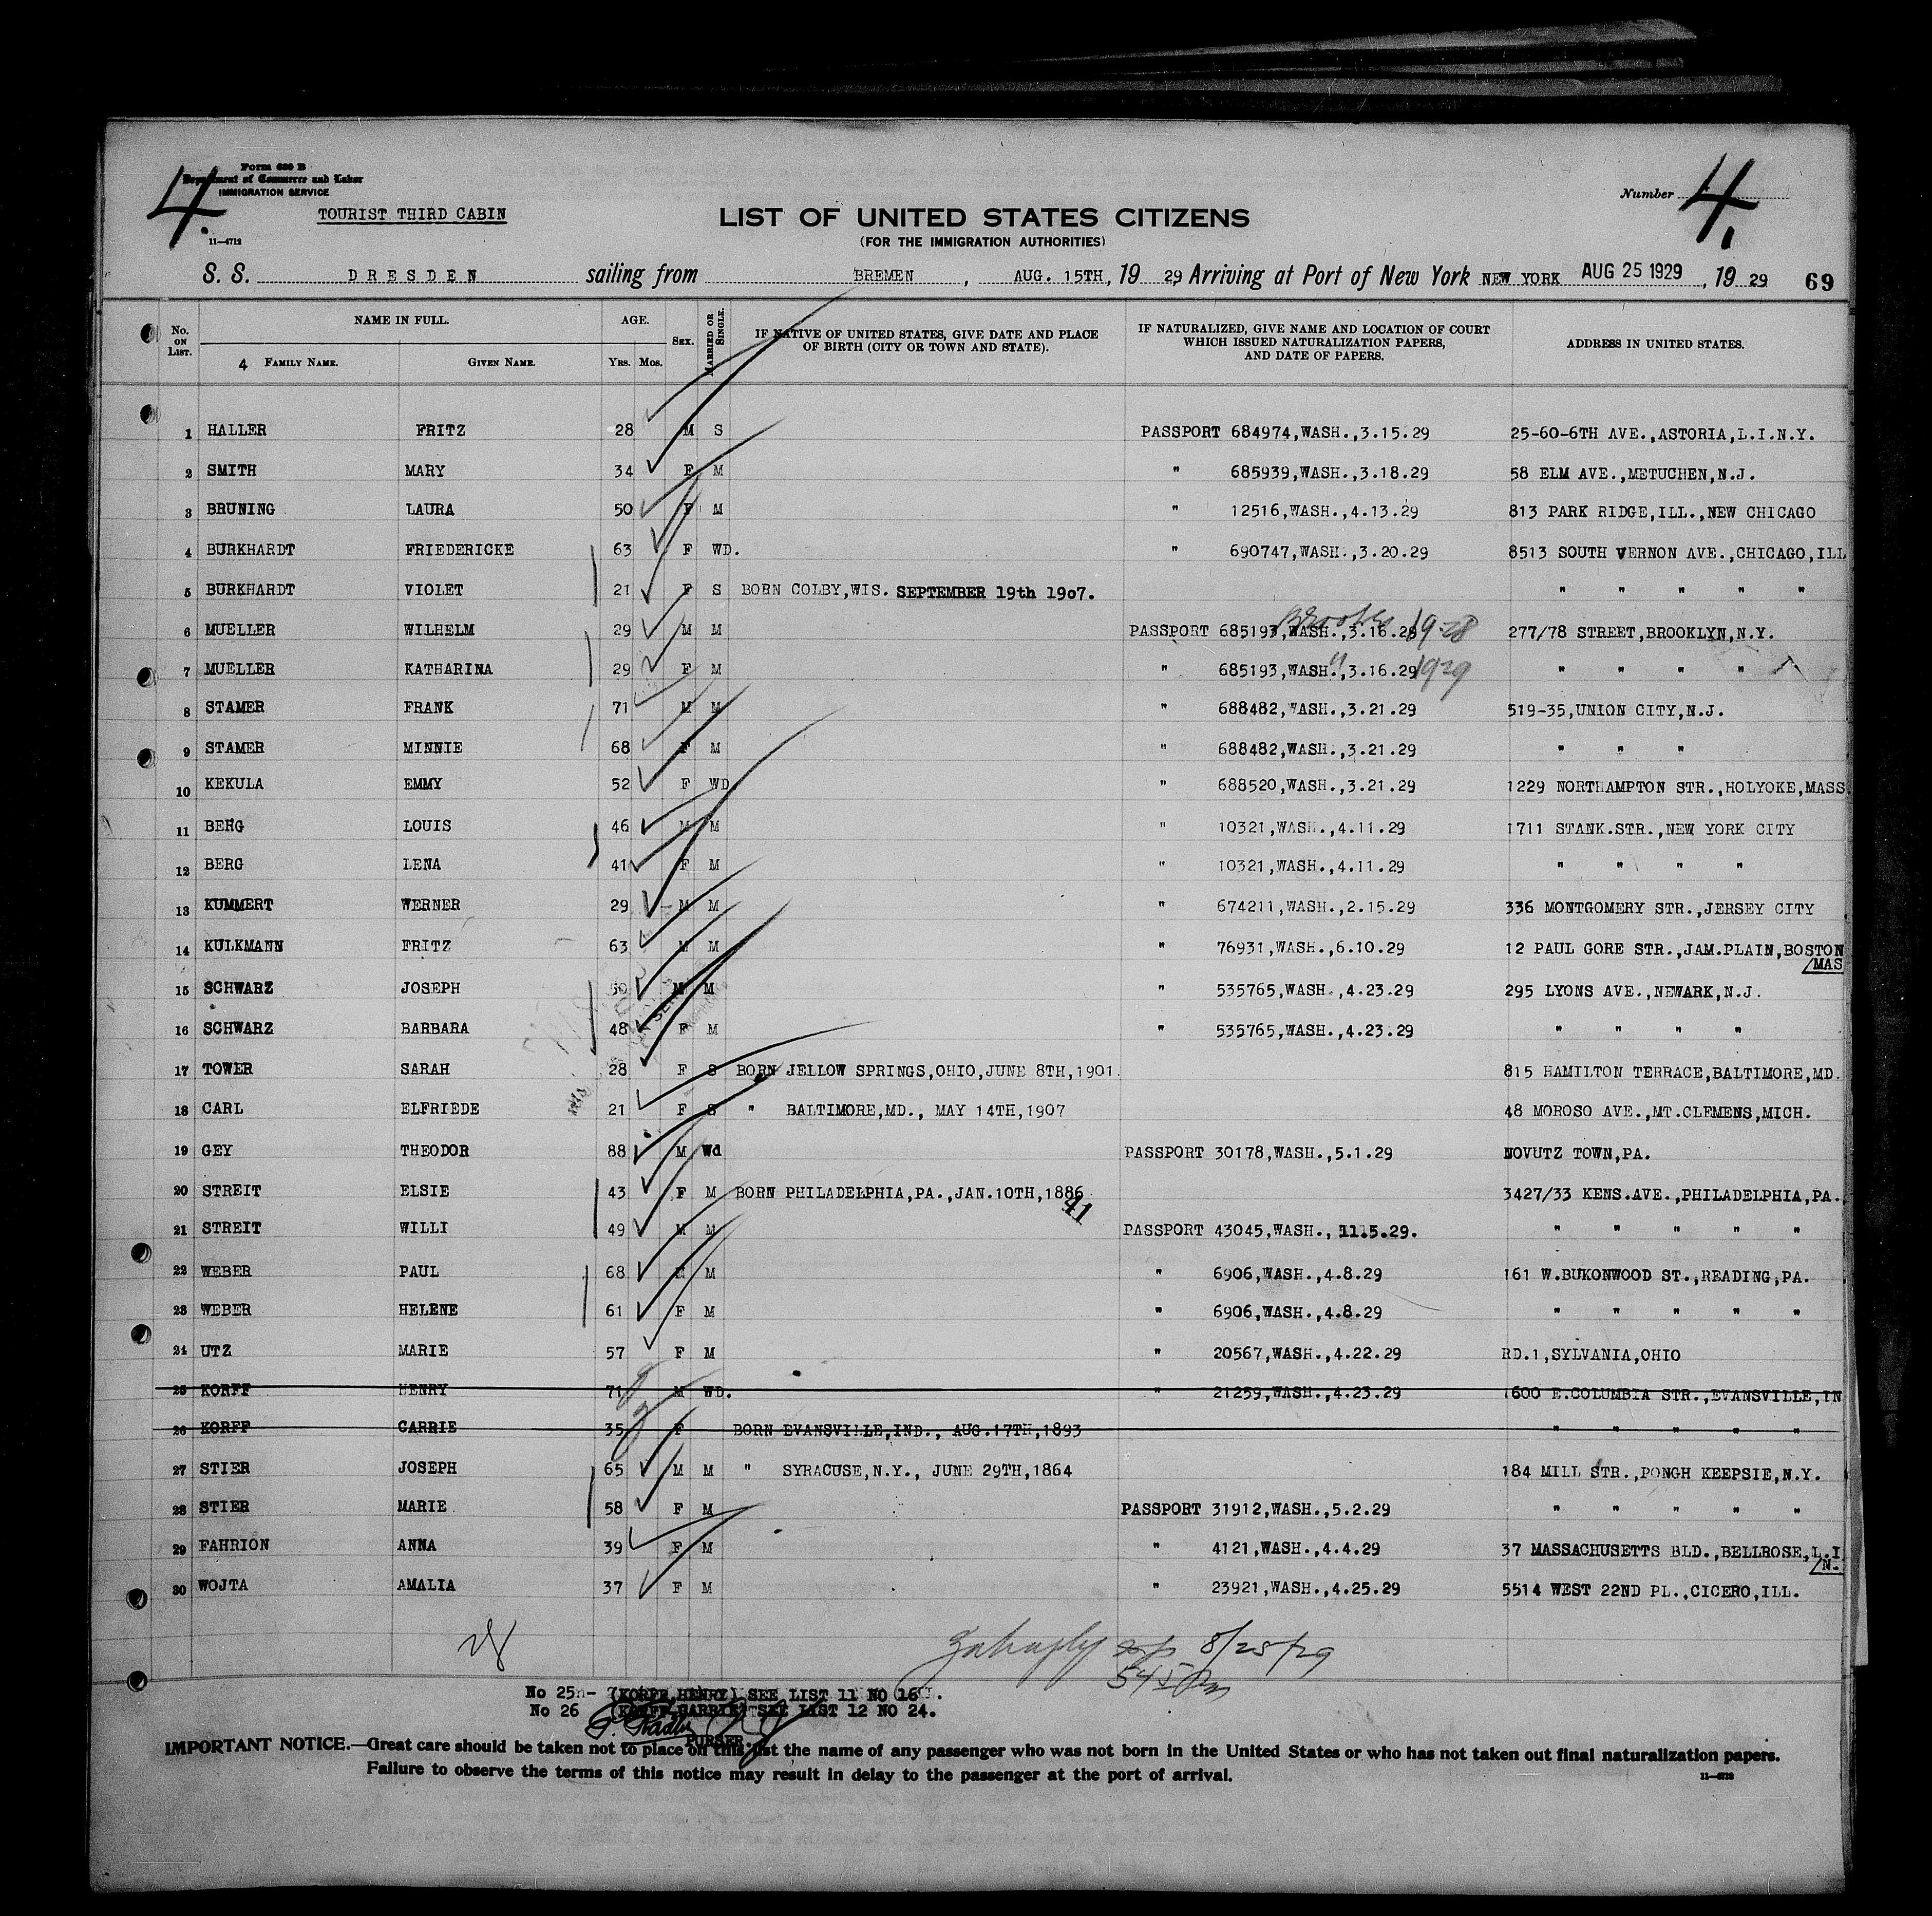 Form 630 B
Department of Commerce and Labor
IMMIGRATION SERVICE
4.
TOURIST THIRD CABIN
11—4712
LIST OF UNITED STATES CITIZENS
(FOR THE IMMIGRATION AUTHORITIES)
Number 4.
S. S. DRESDEN sailing from BREMEN, AUG. 15TH, 19 29, Arriving at Port of New York NEW YORK AUG 25 1929, 19 29 69
No. ON LIST. NAME IN FULL. AGE. SEX. MARRIED OR SINGLE. IF NATIVE OF UNITED STATES, GIVE DATE AND PLACE OF BIRTH (CITY OR TOWN AND STATE). IF NATURALIZED, GIVE NAME AND LOCATION OF COURT WHICH ISSUED NATURALIZATION PAPERS, AND DATE OF PAPERS. ADDRESS IN UNITED STATES.
4 FAMILY NAME. GIVEN NAME. YRS. MOS.
1 HALLER FRITZ 28 M S PASSPORT 684974,WASH.,3.15.29 25-60-6TH AVE.,ASTORIA,L.I.N.Y.
2 SMITH MARY 34 F M " 685939,WASH.,3.18.29 58 ELM AVE.,METUCHEN,N.J.
3 BRUNING LAURA 50 F M " 12516,WASH.,4.13.29 813 PARK RIDGE,ILL.,NEW CHICAGO
4 BURKHARDT FRIEDERICKE 63 F WD. " 690747,WASH.,3.20.29 8513 SOUTH VERNON AVE.,CHICAGO,ILL
5 BURKHARDT VIOLET 21 F S BORN COLBY,WIS. SEPTEMBER 19th 1907. " " " " "
6 MUELLER WILHELM 29 M M PASSPORT 685193,WASH.,3.16.29 1928 277/78 STREET,BROOKLYN,N.Y.
7 MUELLER KATHARINA 29 F M " 685193,WASH.,3.16.29 1929 " " " "
8 STAMER FRANK 71 M M " 688482,WASH.,3.21.29 519-35,UNION CITY,N.J.
9 STAMER MINNIE 68 F M " 688482,WASH.,3.21.29 " " "
10 KEKULA EMMY 52 F WD. " 688520,WASH.,3.21.29 1229 NORTHAMPTON STR.,HOLYOKE,MASS.
11 BERG LOUIS 46 M M " 10321,WASH.,4.11.29 1711 STANK.STR.,NEW YORK CITY
12 BERG LENA 41 F M " 10321,WASH.,4.11.29 " " " "
13 KUMMERT WERNER 29 M M " 674211,WASH.,2.15.29 336 MONTGOMERY STR.,JERSEY CITY
14 KULKMANN FRITZ 63 M M " 76931,WASH.,6.10.29 12 PAUL GORE STR.,JAM.PLAIN,BOSTON
/MAS
15 SCHWARZ JOSEPH 50 M M " 535765,WASH.,4.23.29 295 LYONS AVE.,NEWARK,N.J.
16 SCHWARZ BARBARA 48 F M " 535765,WASH.,4.23.29 " " " "
17 TOWER SARAH 28 F S BORN JELLOW SPRINGS,OHIO,JUNE 8TH,1901. 815 HAMILTON TERRACE,BALTIMORE,MD.
18 CARL ELFRIEDE 21 F S " BALTIMORE,MD., MAY 14TH,1907 48 MOROSO AVE.,MT.CLEMENS,MICH.
19 GEY THEODOR 88 M Wd PASSPORT 30178,WASH.,5.1.29 NOVUTZ TOWN,PA.
20 STREIT ELSIE 43 F M BORN PHILADELPHIA,PA.,JAN.10TH,1886. 3427/33 KENS.AVE.,PHILADELPHIA,PA.
41
21 STREIT WILLI 49 M M PASSPORT 43045,WASH., 11.5.29. " " " " "
22 WEBER PAUL 68 M M " 6906,WASH.,4.8.29 161 W.BUKONWOOD ST.,READING,PA.
23 WEBER HELENE 61 F M " 6906,WASH.,4.8.29 " " " " "
24 UTZ MARIE 57 F M " 20567,WASH.,4.22.29 RD.1,SYLVANIA,OHIO
25 KORFF HENRY 71 M WD. " 21259,WASH.,4.23.29 1600 E.COLUMBIA STR.,EVANSVILLE,IN
26 KORFF CARRIE 35 F BORN EVANSVILLE,IND., AUG.17TH,1893 " " " " "
27 STIER JOSEPH 65 M M " SYRACUSE,N.Y., JUNE 29TH,1864 184 MILL STR.,PONGH KEEPSIE,N.Y.
28 STIER MARIE 58 F M PASSPORT 31912,WASH.,5.2.29 " " " " "
29 FAHRION ANNA 39 F M " 4121,WASH.,4.4.29 37 MASSACHUSETTS BLD.,BELLROSE,L.I
/N.
30 WOJTA AMALIA 37 F M " 23921,WASH.,4.25.29 5514 WEST 22ND PL.,CICERO,ILL.
8/25/29
No 25 - (KORFF,HENRY) SEE LIST 11 NO 16.
No 26 (KORFF,CARRIE) SEE LIST 12 NO 24.
PURSER.
IMPORTANT NOTICE.—Great care should be taken not to place on this list the name of any passenger who was not born in the United States or who has not taken out final naturalization papers.
Failure to observe the terms of this notice may result in delay to the passenger at the port of arrival.
11—4712